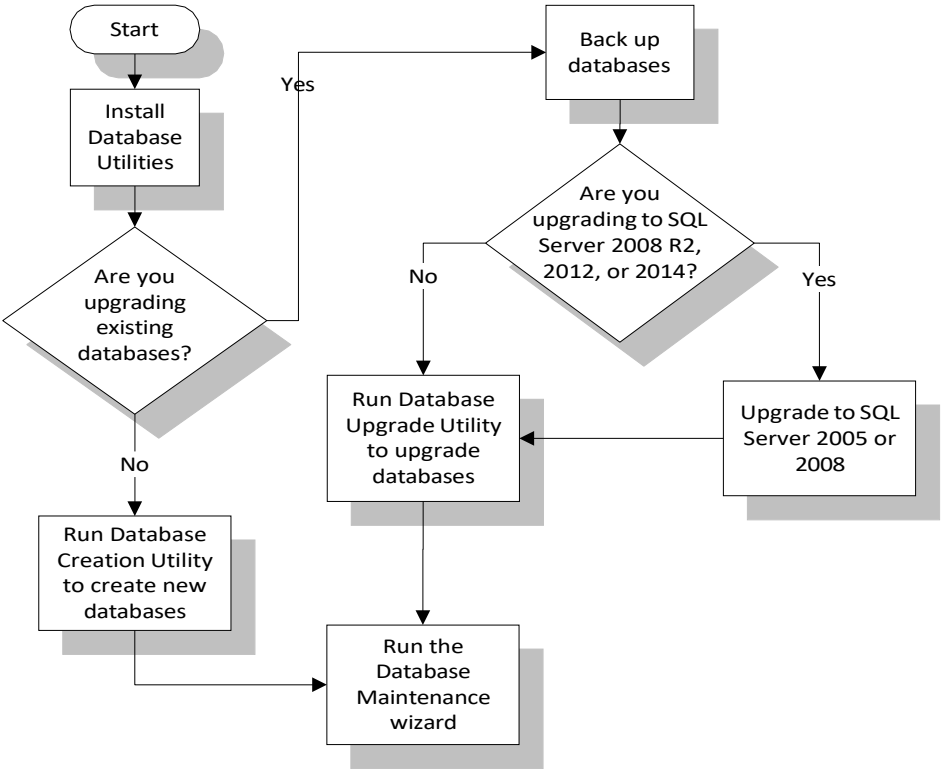 Start
Install
Database
Utilities
Are you
upgrading
existing
databases?
Yes
No
Back up
databases
Are you
upgrading to SQL
Server 2008 R2,
2012, or 2014?
No
Yes
Run Database
Upgrade Utility
to upgrade
databases
Upgrade to SQL
Server 2005 or
2008
Run Database
Creation Utility
to create new
databases
Run the
Database
Maintenance
wizard